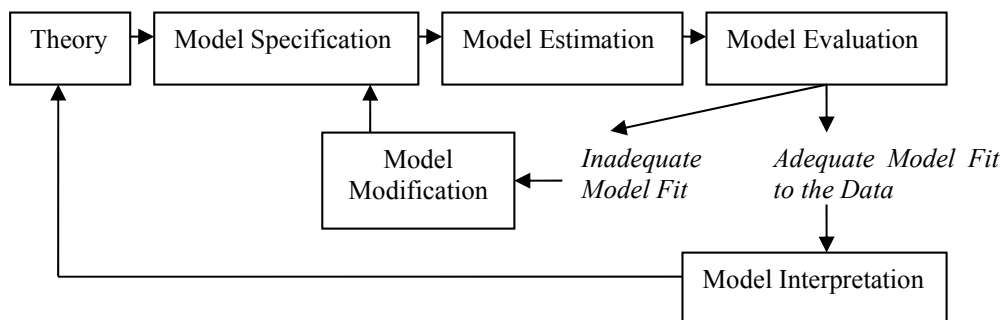 Theory
Model Specification
Model Estimation
Model Evaluation
Model
Modification
Inadequate
Model Fit
Adequate Model Fit
to the Data
Model Interpretation